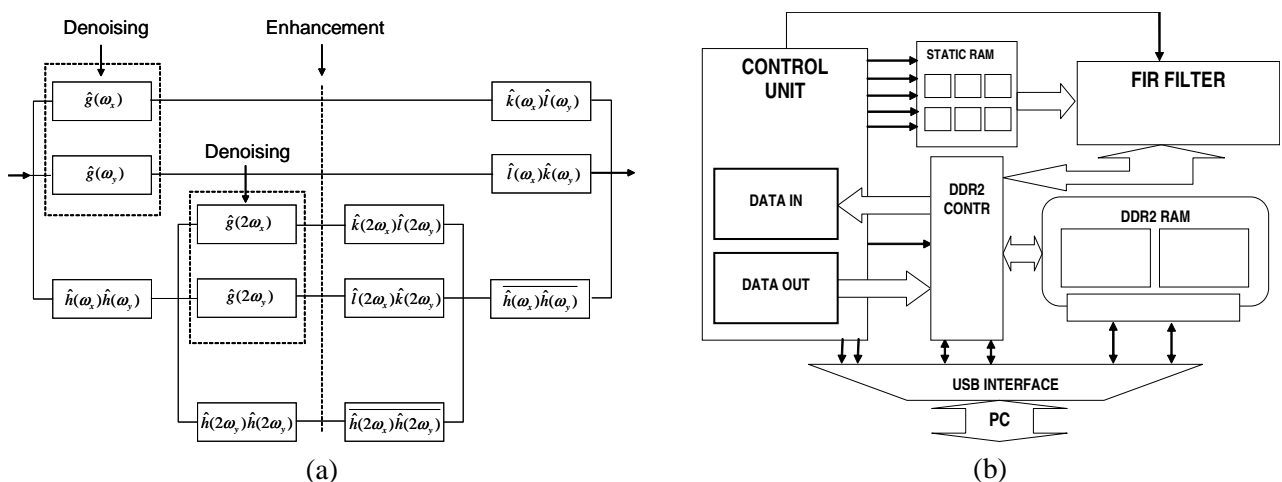 Denoising
Enhancement
ĝ(ω_x)
k̂(ω_x)l̂(ω_y)
Denoising
ĝ(ω_y)
l̂(ω_x)k̂(ω_y)
ĝ(2ω_x)
k̂(2ω_x)l̂(2ω_y)
ĥ(ω_x)ĥ(ω_y)
ĝ(2ω_y)
l̂(2ω_x)k̂(2ω_y)
\overline{ĥ(ω_x)ĥ(ω_y)}
ĥ(2ω_y)ĥ(2ω_y)
\overline{ĥ(2ω_x)ĥ(2ω_y)}
(a)
CONTROL
UNIT
STATIC RAM
FIR FILTER
DATA IN
DDR2
CONTR
DDR2 RAM
DATA OUT
USB INTERFACE
PC
(b)